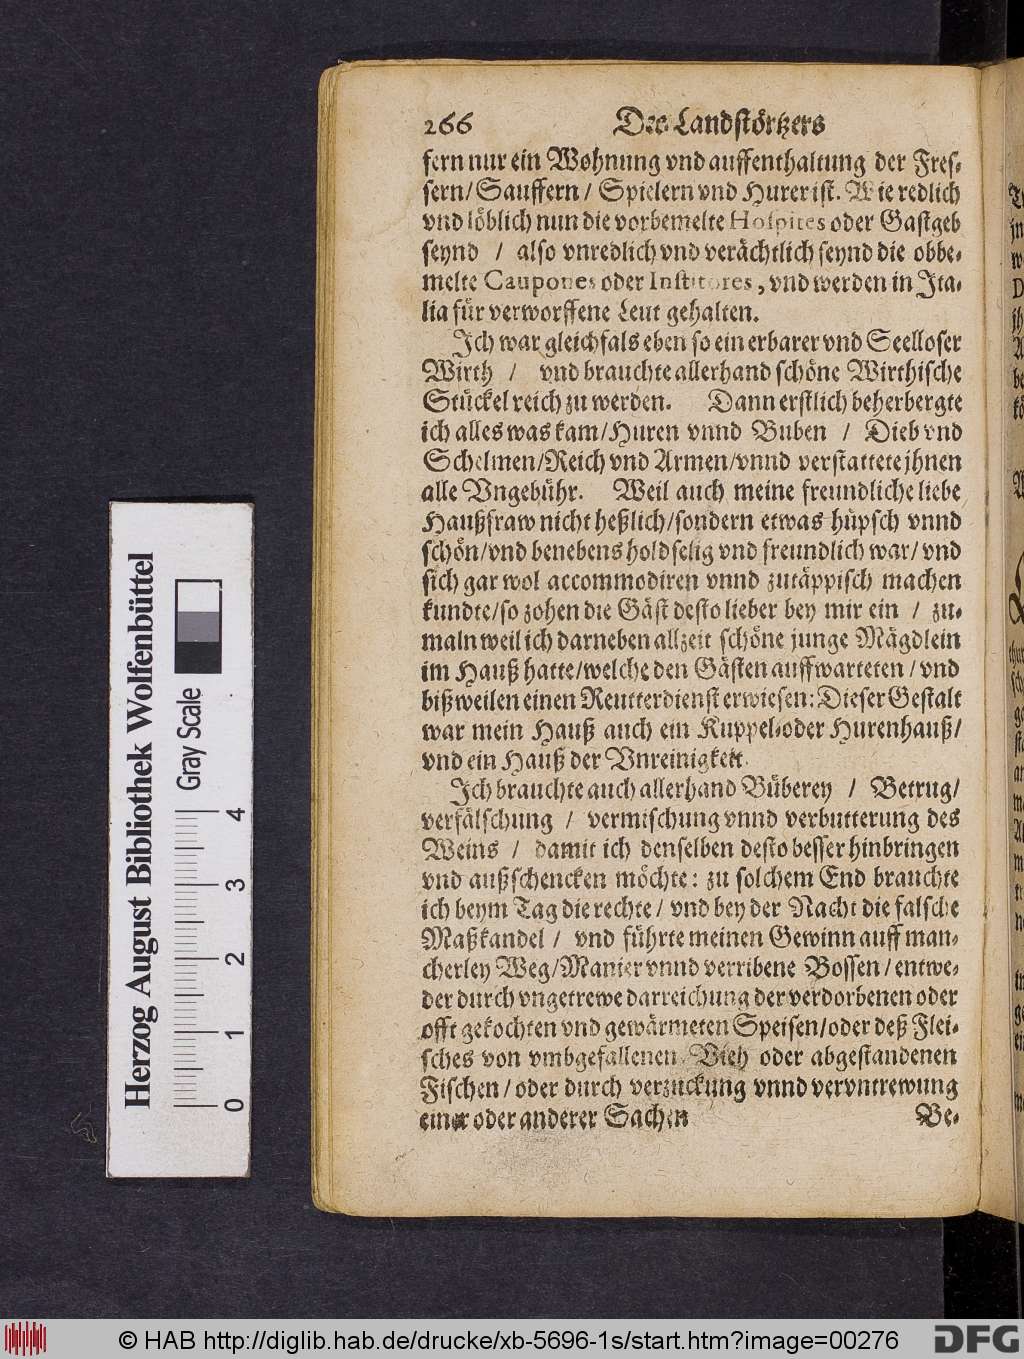 266 Deß Landstörtzers
fern nur ein Wohnung vnd auffenthaltung der Fres-
sern/ Sauffern / Spielern vnd Hurer ist. Wie redlich
vnd löblich nun die vorbemelte Hospites oder Gastgeb
seynd / also vnredlich vnd verächtlich seynd die obbe-
melte Caupones oder Institores, vnd werden in Ita-
lia für verworffene Leut gehalten.
Ich war gleichfals eben so ein erbarer vnd Seelloser
Wirth / vnd brauchte allerhand schöne Wirthische
Stückel reich zu werden. Dann erstlich beherbergte
ich alles was kam/Huren vnnd Buben / Dieb vnd
Schelmen/Reich vnd Armen/vnnd verstattete jhnen
alle Vngebühr. Weil auch meine freundliche liebe
Haußfraw nicht heßlich/sondern etwas hüpsch vnnd
schön/vnd benebens holdselig vnd freundlich war/ vnd
sich gar wol accommodiren vnnd zutäppisch machen
kundte/so zohen die Gäst desto lieber bey mir ein / zu-
maln weil ich darneben allzeit schöne junge Mägdlein
im Hauß hatte/welche den Gästen auffwarteten / vnd
bißweilen einen Reutterdienst erwiesen: Dieser Gestalt
war mein Hauß auch ein Kuppel-oder Hurenhauß/
vnd ein Hauß der Vnreinigkeit.
Ich brauchte auch allerhand Büberey / Betrug/
verfälschung / vermischung vnnd verbutterung des
Weins / damit ich denselben desto besser hinbringen
vnd außschencken möchte: zu solchem End brauchte
ich beym Tag die rechte/ vnd bey der Nacht die falsche
Maßkandel / vnd führte meinen Gewinn auff man-
cherley Weg/Manier vnnd verribene Bossen / entwe-
der durch vngetrewe darreichung der verdorbenen oder
offt gekochten vnd gewärmeten Speisen/oder deß Flei-
sches von vmbgefallenen Vieh oder abgestandenen
Fischen / oder durch verzuckung vnnd vervntrewung
einer oder anderer Sachen Be-
Herzog August Bibliothek Wolfenbüttel
Gray Scale
0 1 2 3 4
© HAB http://diglib.hab.de/drucke/xb-5696-1s/start.htm?image=00276
DFG